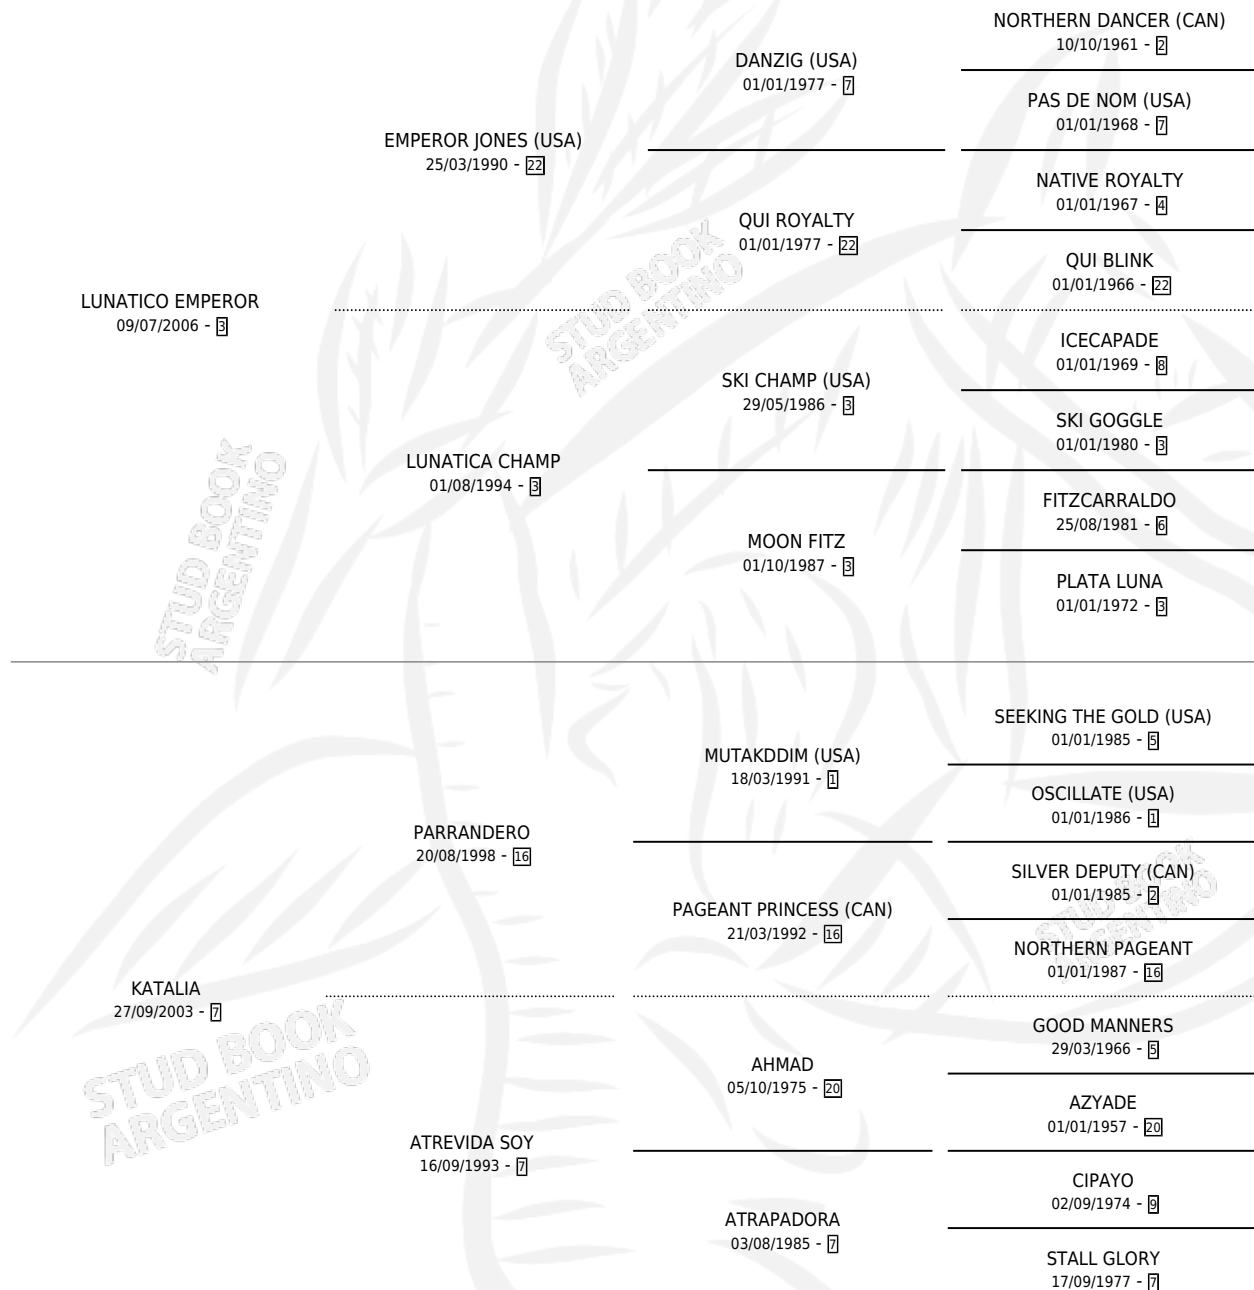 NORTHERN DANCER (CAN)
10/10/1961 - 2
DANZIG (USA)
01/01/1977 - 7
PAS DE NOM (USA)
01/01/1968 - 7
EMPEROR JONES (USA)
25/03/1990 - 22
NATIVE ROYALTY
01/01/1967 - 4
QUI ROYALTY
01/01/1977 - 22
QUI BLINK
01/01/1966 - 22
LUNATICO EMPEROR
09/07/2006 - 3
ICECAPADE
01/01/1969 - 8
SKI CHAMP (USA)
29/05/1986 - 3
SKI GOGGLE
01/01/1980 - 3
LUNATICA CHAMP
01/08/1994 - 3
FITZCARRALDO
25/08/1981 - 6
MOON FITZ
01/10/1987 - 3
PLATA LUNA
01/01/1972 - 3
SEEKING THE GOLD (USA)
01/01/1985 - 5
MUTAKDDIM (USA)
18/03/1991 - 1
OSCILLATE (USA)
01/01/1986 - 1
PARRANDERO
20/08/1998 - 16
SILVER DEPUTY (CAN)
01/01/1985 - 2
PAGEANT PRINCESS (CAN)
21/03/1992 - 16
NORTHERN PAGEANT
01/01/1987 - 16
KATALIA
27/09/2003 - 7
GOOD MANNERS
29/03/1966 - 5
AHMAD
05/10/1975 - 20
AZYADE
01/01/1957 - 20
ATREVIDA SOY
16/09/1993 - 7
CIPAYO
02/09/1974 - 9
ATRAPADORA
03/08/1985 - 7
STALL GLORY
17/09/1977 - 7
STUD BOOK
ARGENTINO
STUD BOOK
ARGENTINO
STUD BOOK
ARGENTINO
STUD BOOK
ARGENTINO